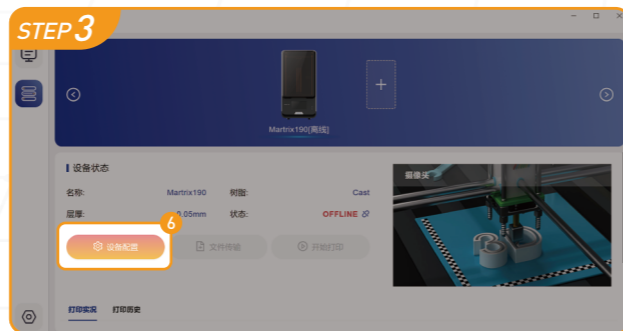 STEP 3
Martrix190[离线]
设备状态
名称: Martrix190 树脂: Cast
层厚: 0.05mm 状态: OFFLINE
摄像头
6
设备配置 文件传输 开始打印
打印实况 打印历史